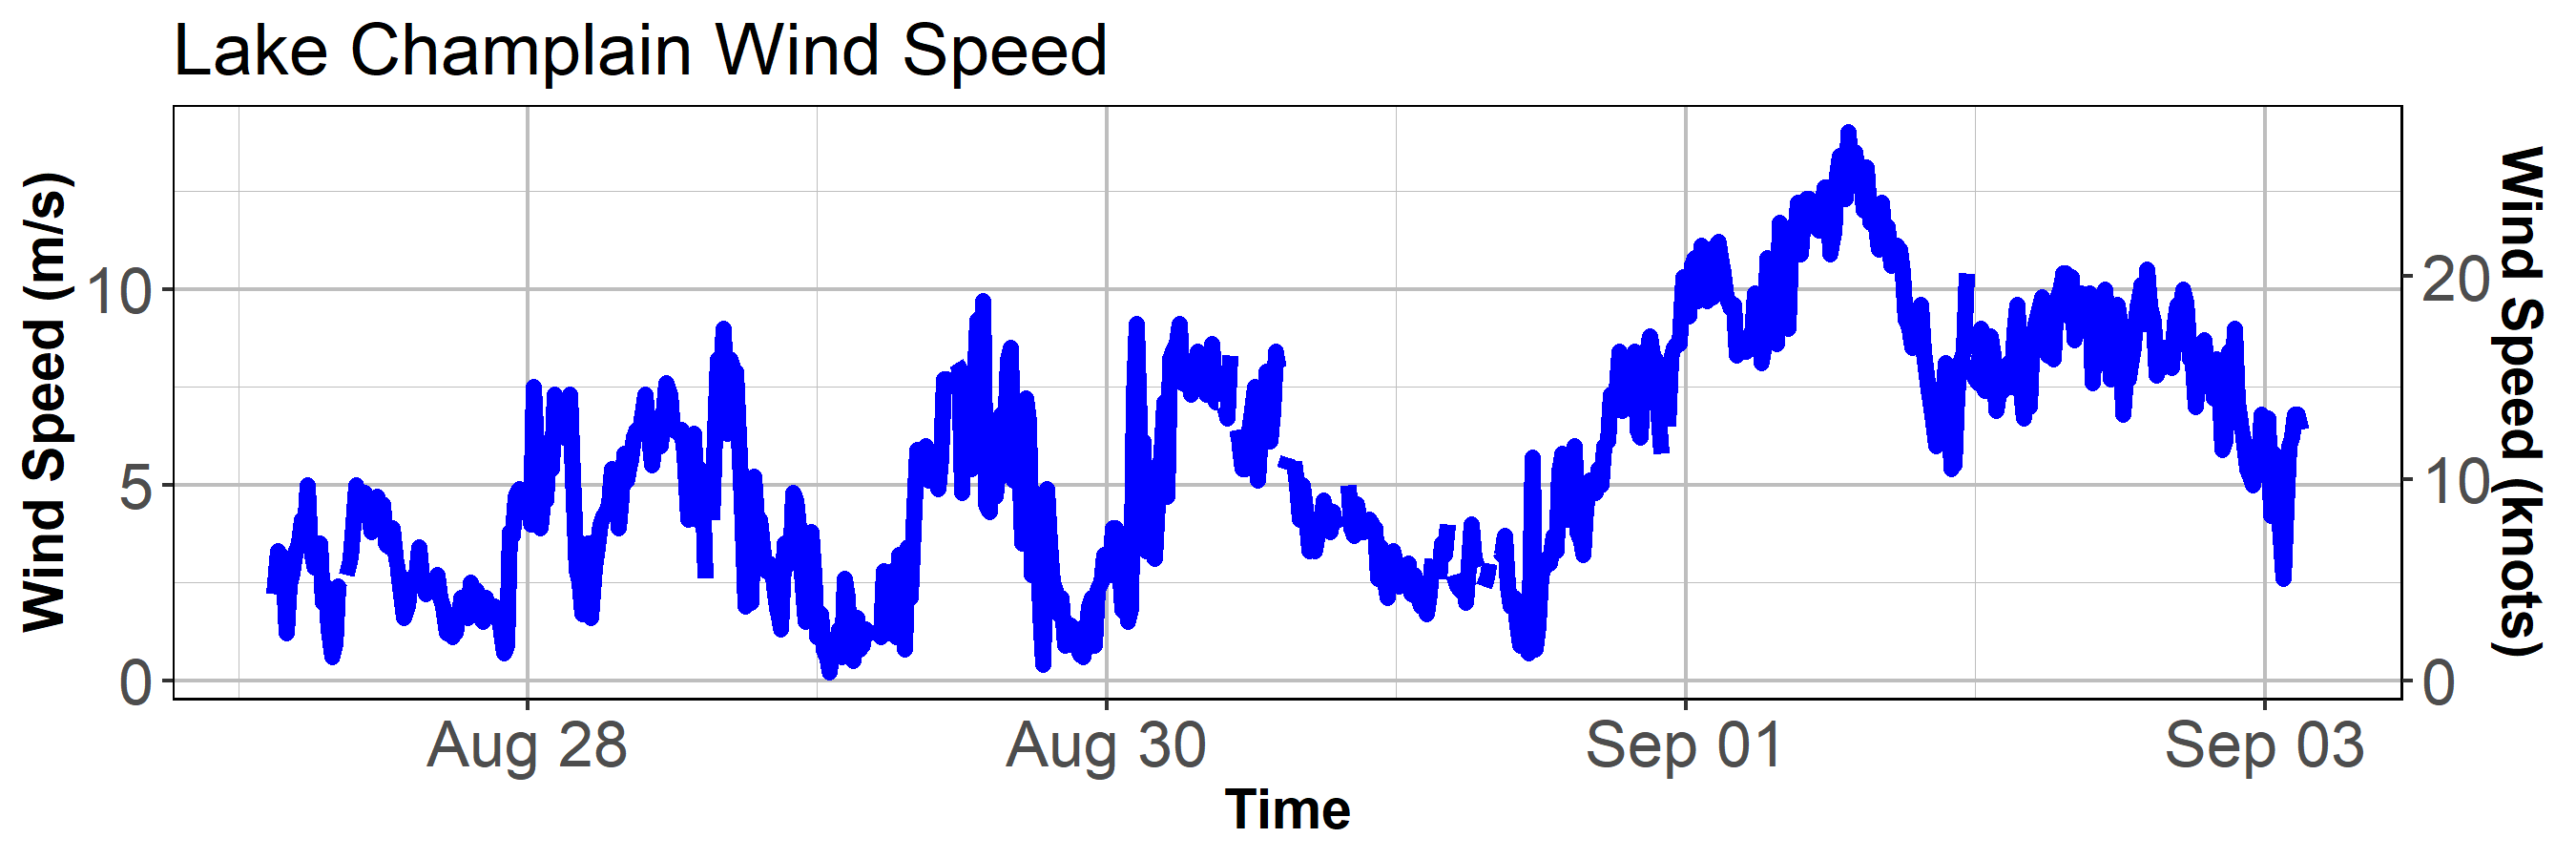 Lake Champlain Wind Speed
Wind Speed (m/s)
10
5
0
20
10
0
Wind Speed (knots)
Aug 28
Aug 30
Sep 01
Sep 03
Time